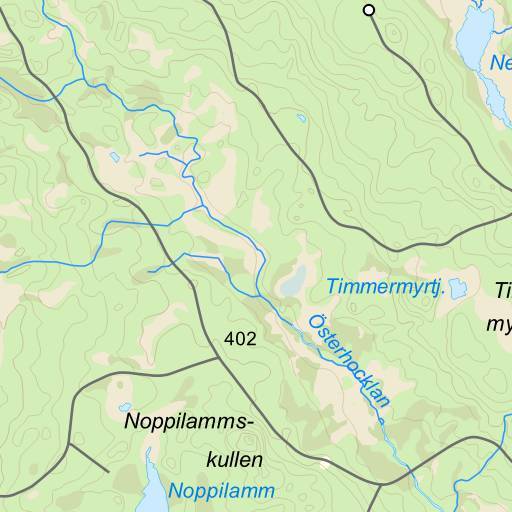 Ne
Timmermyrtj.
Ti
my
Österhocklan
402
Noppilamms-
kullen
Noppilamm